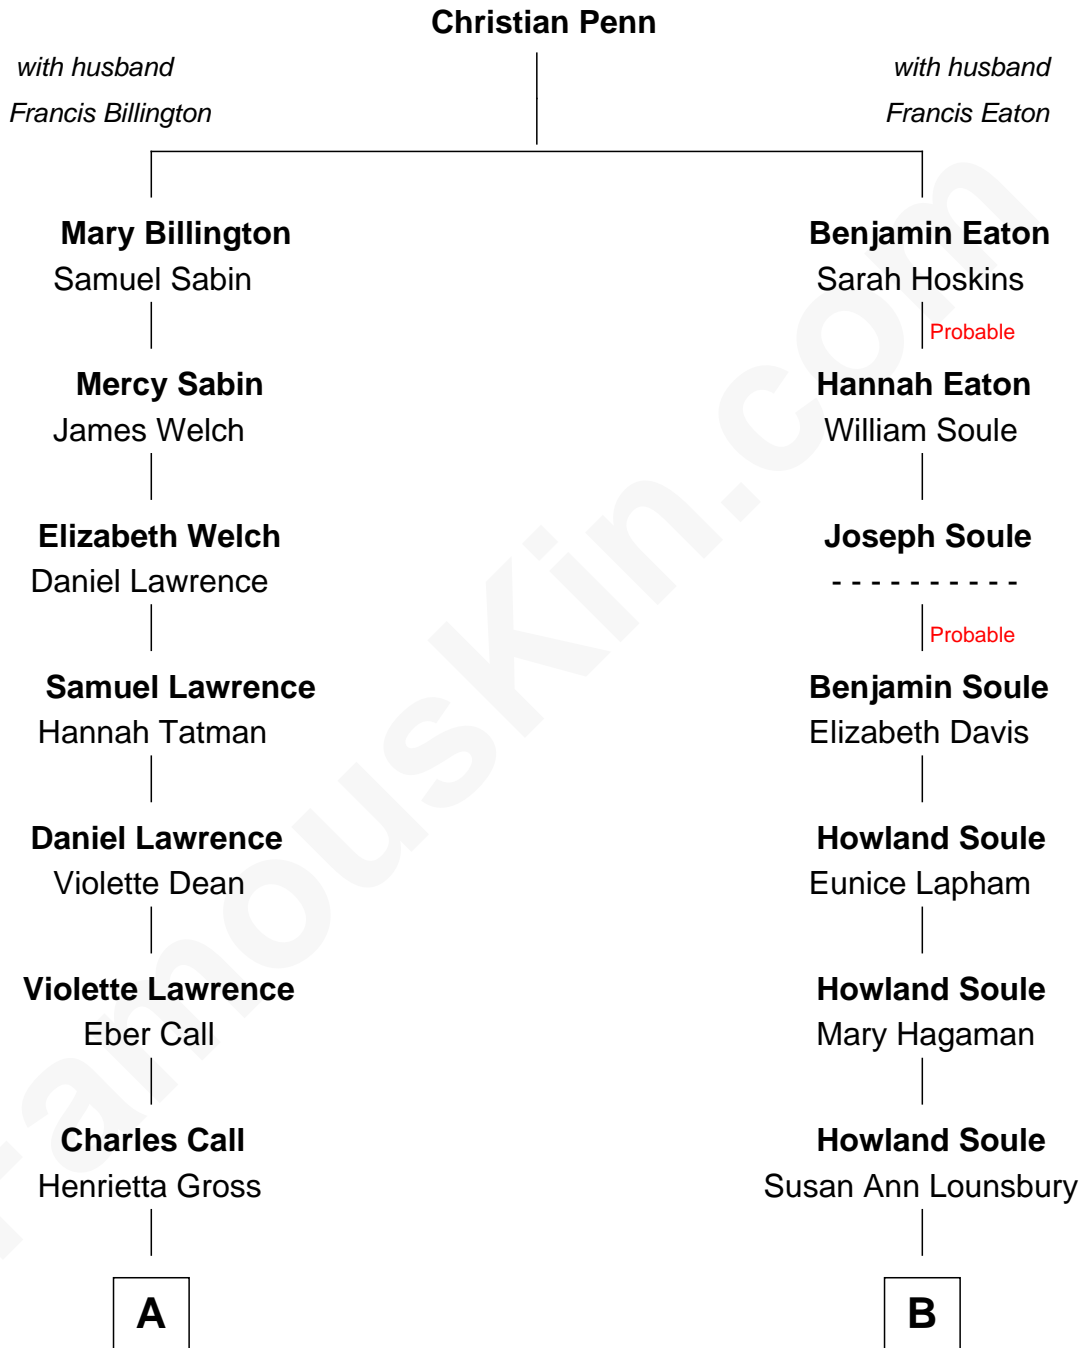 Christian Penn
with husband
Francis Billington
with husband
Francis Eaton
Mary Billington
Samuel Sabin
Benjamin Eaton
Sarah Hoskins
Probable
Mercy Sabin
James Welch
Hannah Eaton
William Soule
Elizabeth Welch
Daniel Lawrence
Joseph Soule
- - - - - - - - - -
Probable
Samuel Lawrence
Hannah Tatman
Benjamin Soule
Elizabeth Davis
Daniel Lawrence
Violette Dean
Howland Soule
Eunice Lapham
Violette Lawrence
Eber Call
Howland Soule
Mary Hagaman
Charles Call
Henrietta Gross
Howland Soule
Susan Ann Lounsbury
A
B
FamousKin.com